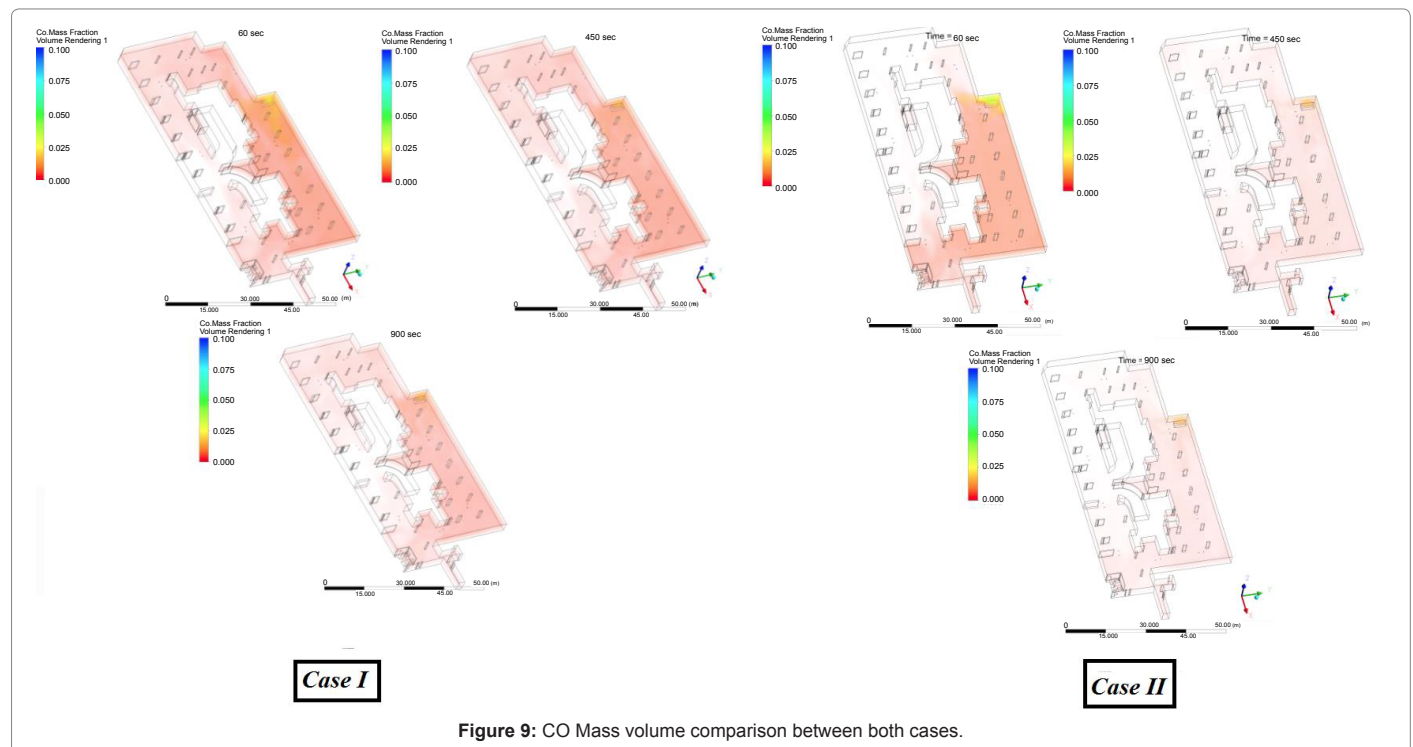 Co.Mass Fraction
Volume Rendering 1
0.100
0.075
0.050
0.025
0.000
60 sec
0
30.000
50.00 (m)
15.000
45.00
Co.Mass Fraction
Volume Rendering 1
0.100
0.075
0.050
0.025
0.000
450 sec
0
30.000
50.00 (m)
15.000
45.00
Co.Mass Fraction
Volume Rendering 1
0.100
0.075
0.050
0.025
0.000
900 sec
0
30.000
50.00 (m)
15.000
45.00
Case I
Co.Mass Fraction
Volume Rendering 1
0.100
0.075
0.050
0.025
0.000
Time = 60 sec
Z
Y
X
0
30.000
50.00 (m)
15.000
45.00
Co.Mass Fraction
Volume Rendering 1
0.100
0.075
0.050
0.025
0.000
Time = 450 sec
Z
Y
X
0
30.000
50.00 (m)
15.000
45.00
Co.Mass Fraction
Volume Rendering 1
0.100
0.075
0.050
0.025
0.000
Time = 900 sec
Z
Y
X
0
30.000
50.00 (m)
15.000
45.00
Case II
Figure 9: CO Mass volume comparison between both cases.